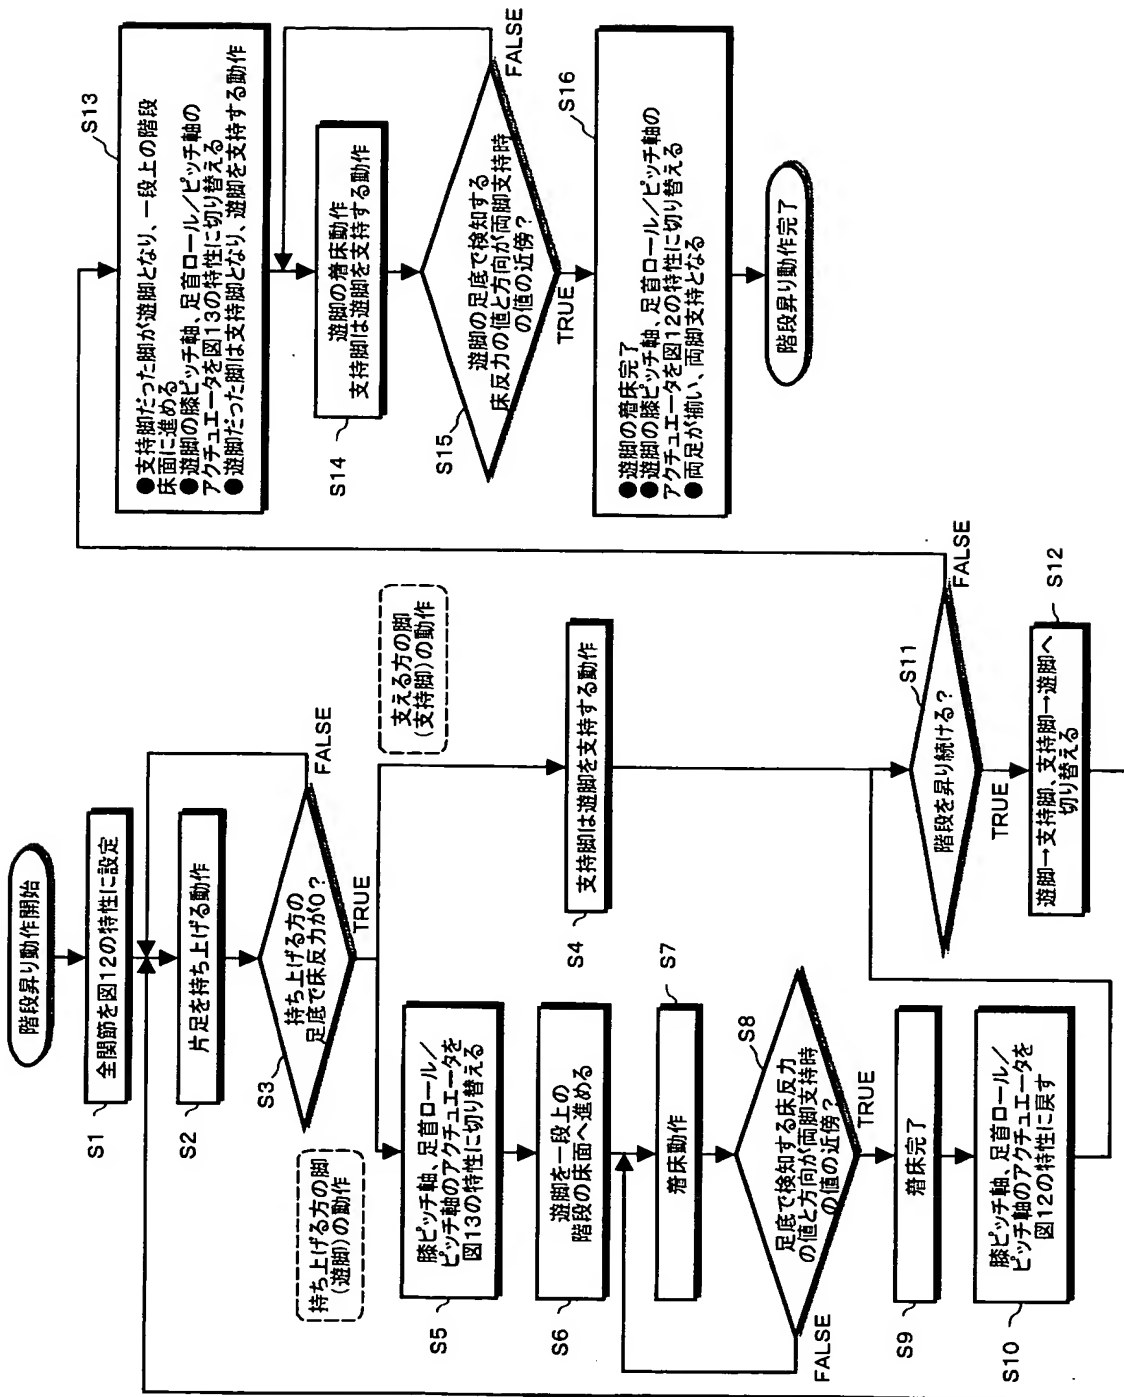 階段昇り動作開始
S1
全関節を図12の特性に設定
S2
片足を持ち上げる動作
S3
持ち上げる方の
足底で床反力が0?
FALSE
TRUE
持ち上げる方の脚
(遊脚)の動作
支える方の脚
(支持脚)の動作
S4
支持脚は遊脚を支持する動作
S5
膝ピッチ軸、足首ロール/
ピッチ軸のアクチュエータを
図13の特性に切り替える
S6
遊脚を一段上の
階段の床面へ進める
S7
着床動作
S8
足底で検知する床反力
の値と方向が両脚支持時
の値の近傍?
FALSE
TRUE
S9
着床完了
S10
膝ピッチ軸、足首ロール/
ピッチ軸のアクチュエータを
図12の特性に戻す
S11
階段を昇り続ける?
FALSE
TRUE
S12
遊脚→支持脚、支持脚→遊脚へ
切り替える
S13
●支持脚だった脚が遊脚となり、一段上の階段
床面に進める
●遊脚の膝ピッチ軸、足首ロール/ピッチ軸の
アクチュエータを図13の特性に切り替える
●遊脚だった脚は支持脚となり、遊脚を支持する動作
S14
遊脚の着床動作
支持脚は遊脚を支持する動作
S15
遊脚の足底で検知する
床反力の値と方向が両脚支持時
の値の近傍?
FALSE
TRUE
S16
●遊脚の着床完了
●遊脚の膝ピッチ軸、足首ロール/ピッチ軸の
アクチュエータを図12の特性に切り替える
●両足が揃い、両脚支持となる
階段昇り動作完了